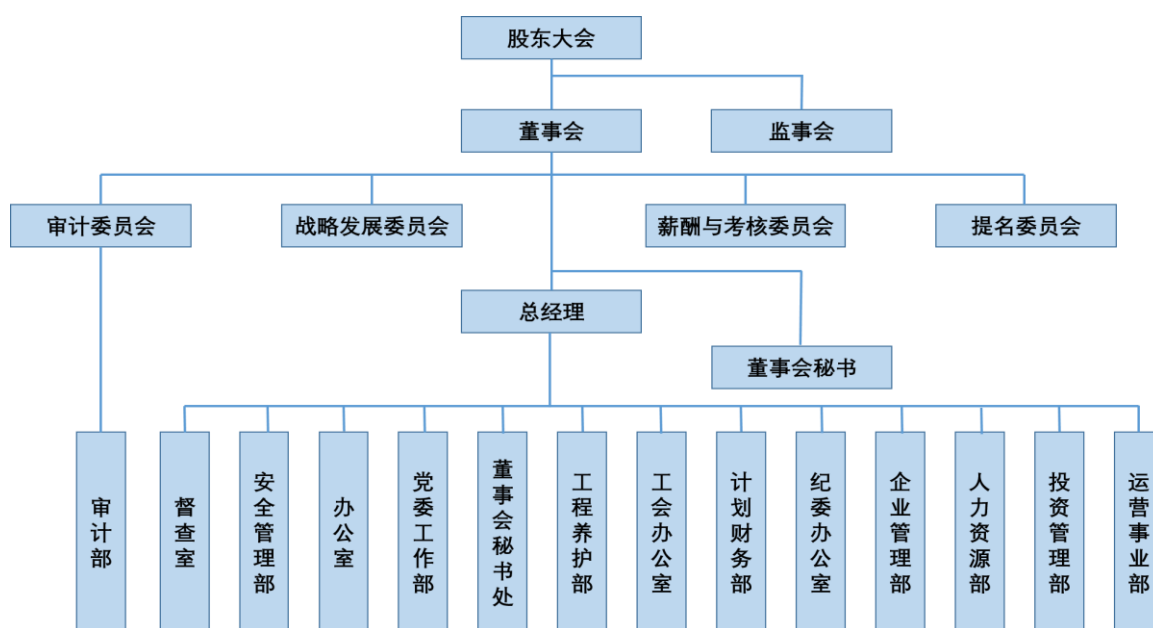 股东大会
董事会
监事会
审计委员会
战略发展委员会
薪酬与考核委员会
提名委员会
总经理
董事会秘书
审计部
督查室
安全管理部
办公室
党委工作部
董事会秘书处
工程养护部
工会办公室
计划财务部
纪委办公室
企业管理部
人力资源部
投资管理部
运营事业部